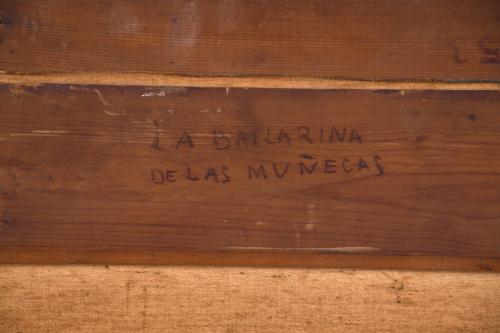 LA BAILARINA
DE LAS MUÑECAS